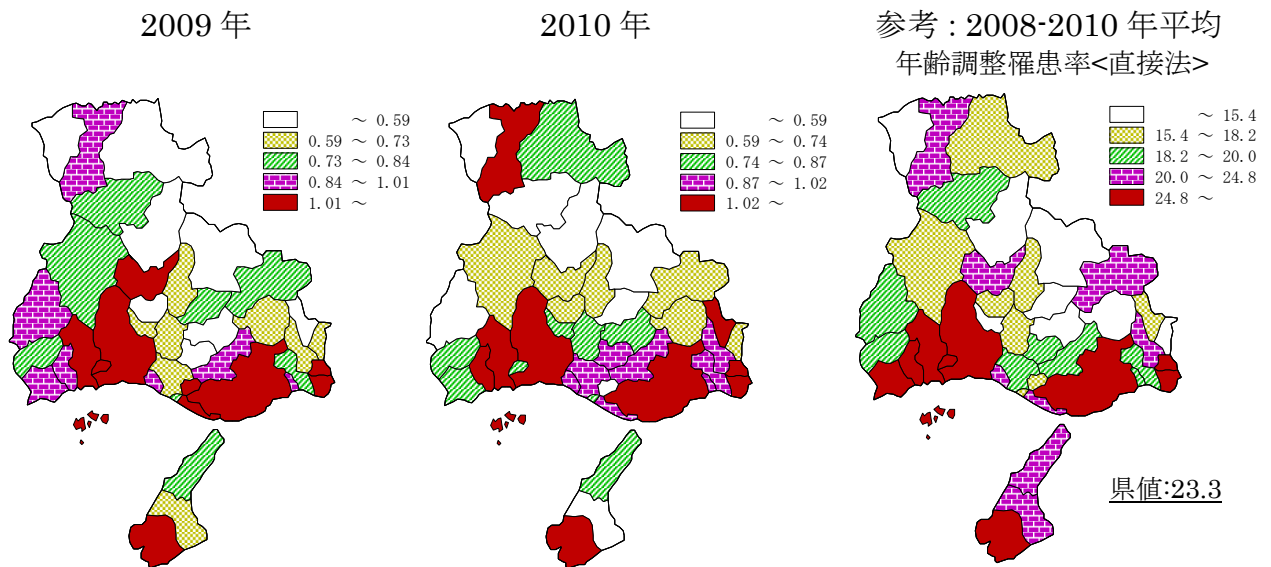 2009 年
～ 0.59
0.59 ～ 0.73
0.73 ～ 0.84
0.84 ～ 1.01
1.01 ～
2010 年
～ 0.59
0.59 ～ 0.74
0.74 ～ 0.87
0.87 ～ 1.02
1.02 ～
参考 : 2008-2010 年平均
年齢調整罹患率<直接法>
～ 15.4
15.4 ～ 18.2
18.2 ～ 20.0
20.0 ～ 24.8
24.8 ～
県値:23.3